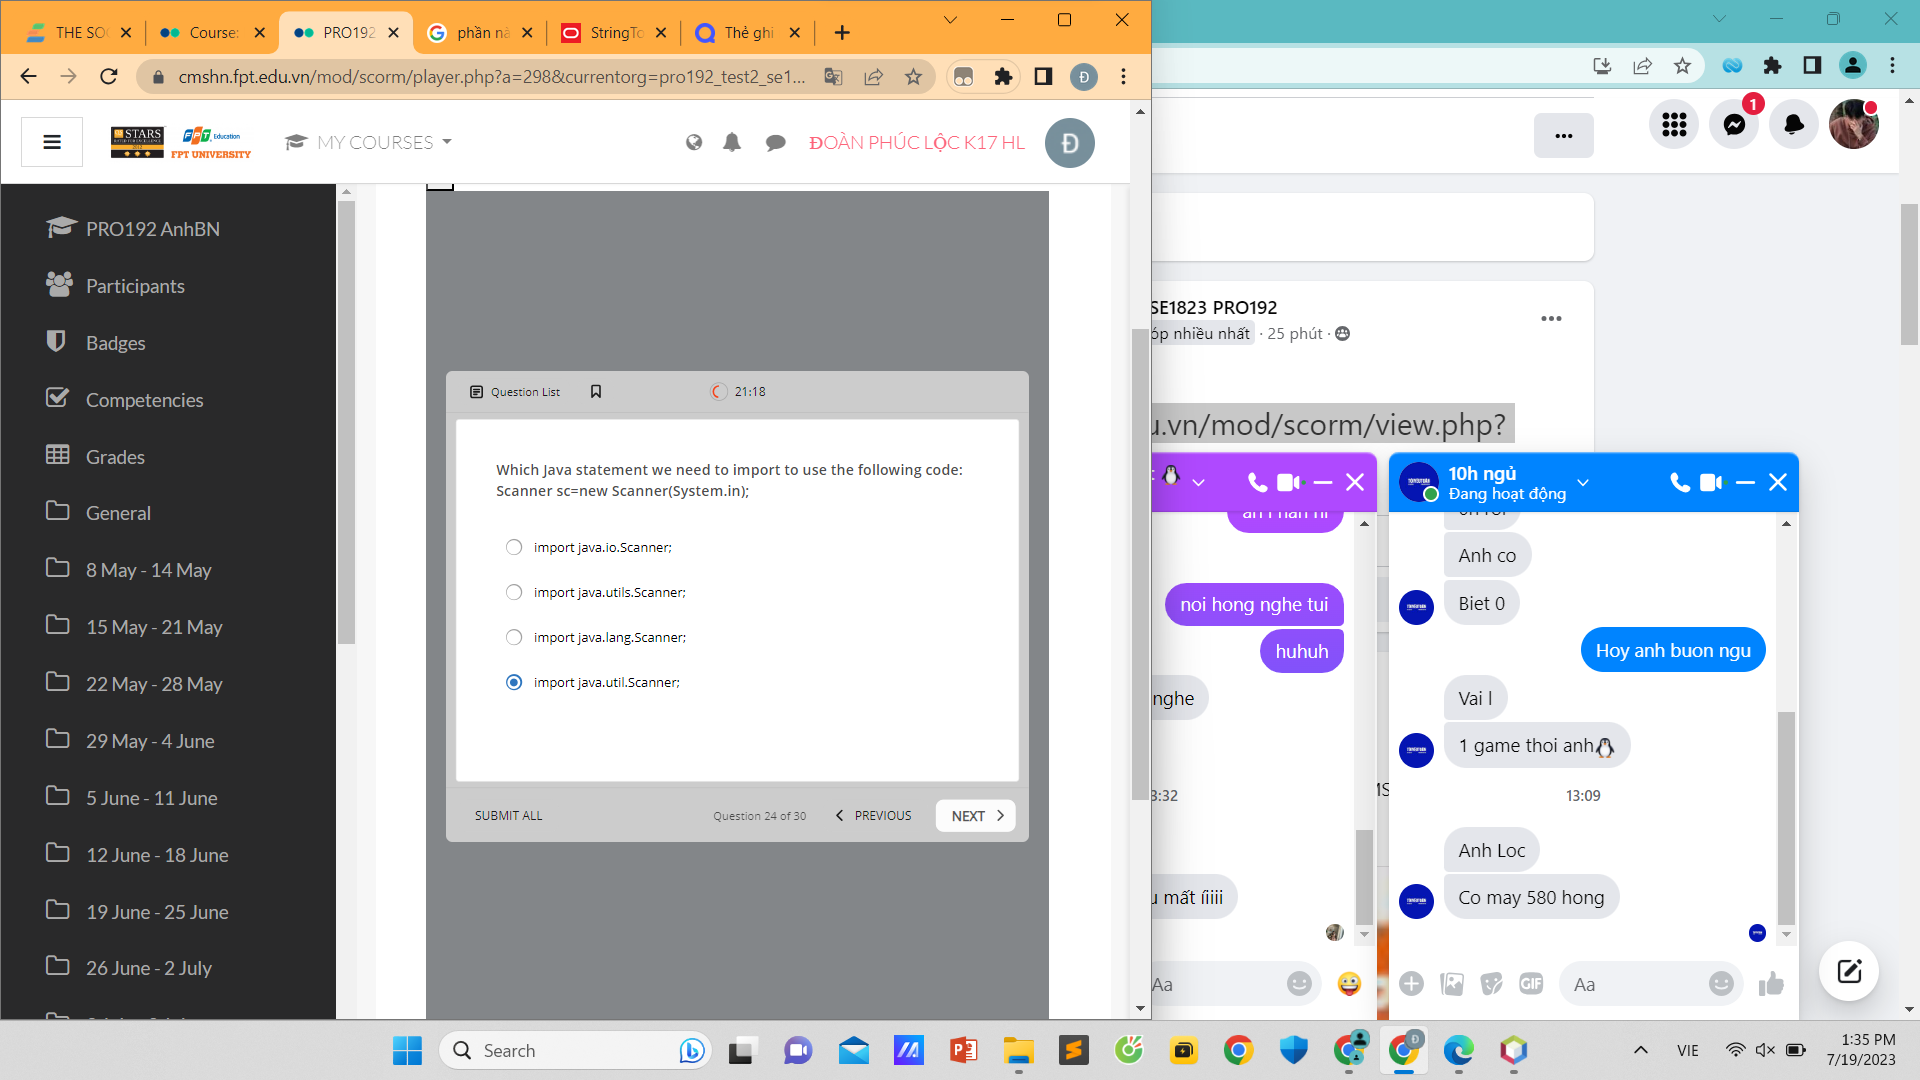 THE SO
Course:
PRO192
phần nà
StringTo
Thẻ ghi
cmshn.fpt.edu.vn/mod/scorm/player.php?a=298&currentorg=pro192_test2_se1...
Đ
STARS
FPT Education
FPT UNIVERSITY
MY COURSES
ĐOÀN PHÚC LỘC K17 HL
Đ
1
PRO192 AnhBN
Participants
Badges
Competencies
Grades
General
8 May - 14 May
15 May - 21 May
22 May - 28 May
29 May - 4 June
5 June - 11 June
12 June - 18 June
19 June - 25 June
26 June - 2 July
Question List
21:18
Which Java statement we need to import to use the following code:
Scanner sc=new Scanner(System.in);
import java.io.Scanner;
import java.utils.Scanner;
import java.lang.Scanner;
import java.util.Scanner;
SUBMIT ALL
Question 24 of 30
PREVIOUS
NEXT
SE1823 PRO192
óp nhiều nhất · 25 phút ·
u.vn/mod/scorm/view.php?
noi hong nghe tui
huhuh
nghe
3:32
u mất íiiii
Aa
10h ngủ
Đang hoạt động
Anh co
Biet 0
Hoy anh buon ngu
Vai l
1 game thoi anh🐧
13:09
Anh Loc
Co may 580 hong
GIF
Aa
Search
VIE
1:35 PM
7/19/2023